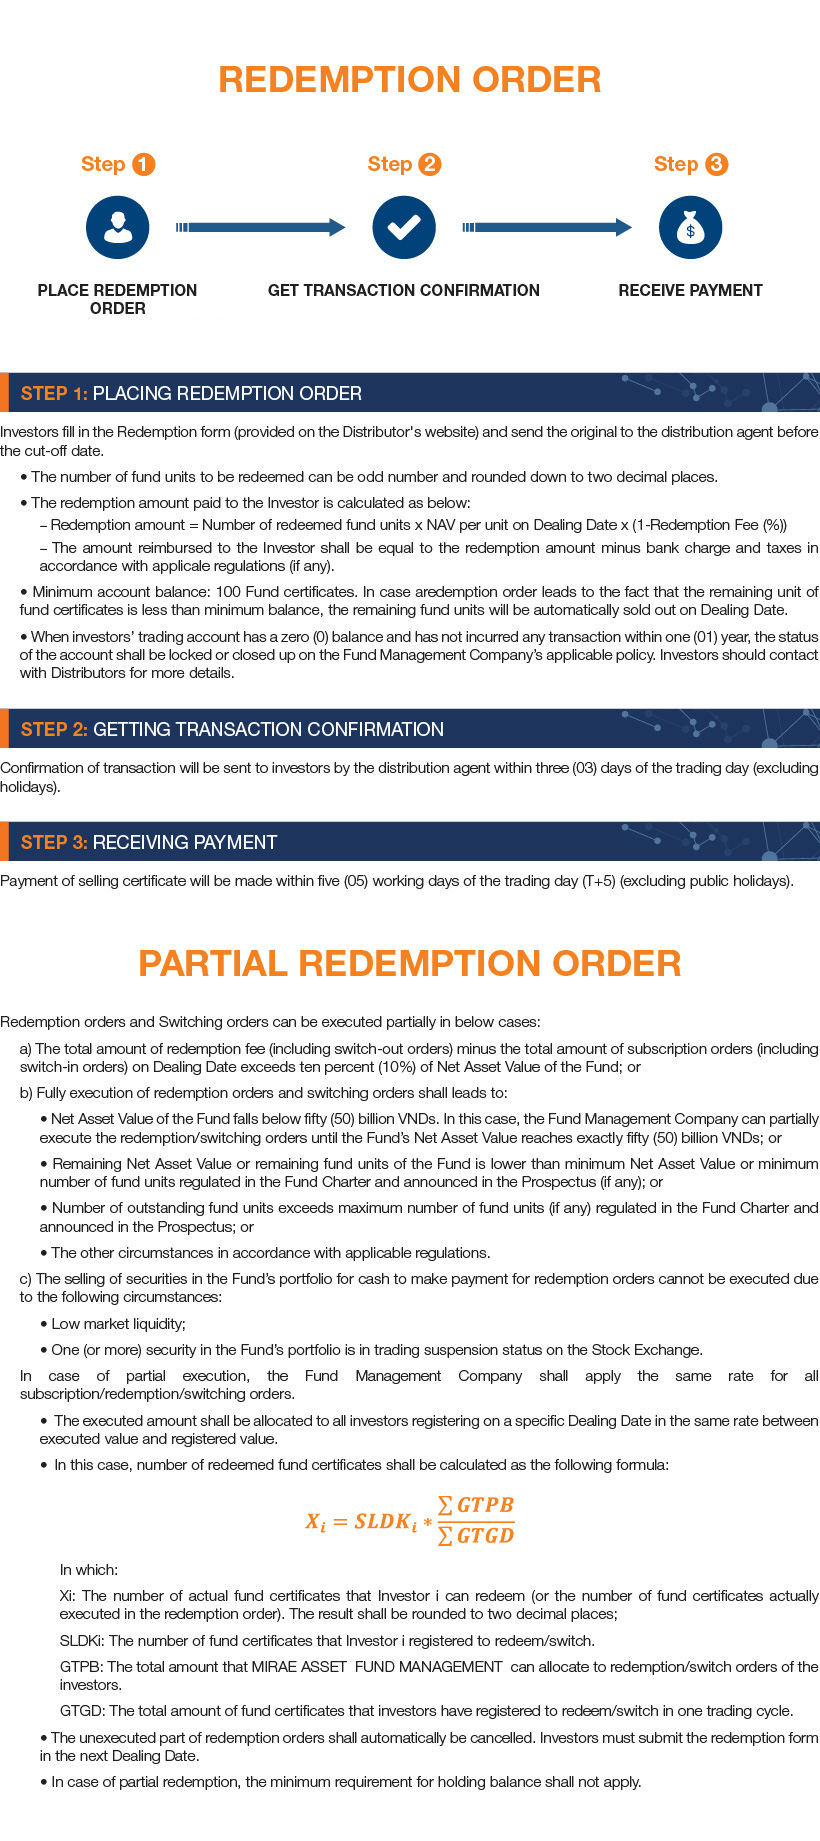 REDEMPTION ORDER
Step 1
Step 2
Step 3
$
PLACE REDEMPTION
ORDER
GET TRANSACTION CONFIRMATION
RECEIVE PAYMENT
STEP 1: PLACING REDEMPTION ORDER
Investors fill in the Redemption form (provided on the Distributor's website) and send the original to the distribution agent before
the cut-off date.
• The number of fund units to be redeemed can be odd number and rounded down to two decimal places.
• The redemption amount paid to the Investor is calculated as below:
– Redemption amount = Number of redeemed fund units x NAV per unit on Dealing Date x (1-Redemption Fee (%))
– The amount reimbursed to the Investor shall be equal to the redemption amount minus bank charge and taxes in
accordance with applicale regulations (if any).
• Minimum account balance: 100 Fund certificates. In case aredemption order leads to the fact that the remaining unit of
fund certificates is less than minimum balance, the remaining fund units will be automatically sold out on Dealing Date.
• When investors’ trading account has a zero (0) balance and has not incurred any transaction within one (01) year, the status
of the account shall be locked or closed up on the Fund Management Company’s applicable policy. Investors should contact
with Distributors for more details.
STEP 2: GETTING TRANSACTION CONFIRMATION
Confirmation of transaction will be sent to investors by the distribution agent within three (03) days of the trading day (excluding
holidays).
STEP 3: RECEIVING PAYMENT
Payment of selling certificate will be made within five (05) working days of the trading day (T+5) (excluding public holidays).
PARTIAL REDEMPTION ORDER
Redemption orders and Switching orders can be executed partially in below cases:
a) The total amount of redemption fee (including switch-out orders) minus the total amount of subscription orders (including
switch-in orders) on Dealing Date exceeds ten percent (10%) of Net Asset Value of the Fund; or
b) Fully execution of redemption orders and switching orders shall leads to:
• Net Asset Value of the Fund falls below fifty (50) billion VNDs. In this case, the Fund Management Company can partially
execute the redemption/switching orders until the Fund’s Net Asset Value reaches exactly fifty (50) billion VNDs; or
• Remaining Net Asset Value or remaining fund units of the Fund is lower than minimum Net Asset Value or minimum
number of fund units regulated in the Fund Charter and announced in the Prospectus (if any); or
• Number of outstanding fund units exceeds maximum number of fund units (if any) regulated in the Fund Charter and
announced in the Prospectus; or
• The other circumstances in accordance with applicable regulations.
c) The selling of securities in the Fund’s portfolio for cash to make payment for redemption orders cannot be executed due
to the following circumstances:
• Low market liquidity;
• One (or more) security in the Fund’s portfolio is in trading suspension status on the Stock Exchange.
In case of partial execution, the Fund Management Company shall apply the same rate for all
subscription/redemption/switching orders.
• The executed amount shall be allocated to all investors registering on a specific Dealing Date in the same rate between
executed value and registered value.
• In this case, number of redeemed fund certificates shall be calculated as the following formula:
Xᵢ = SLDKᵢ * ∑ GTPB / ∑ GTGD
In which:
Xi: The number of actual fund certificates that Investor i can redeem (or the number of fund certificates actually
executed in the redemption order). The result shall be rounded to two decimal places;
SLDKi: The number of fund certificates that Investor i registered to redeem/switch.
GTPB: The total amount that MIRAE ASSET FUND MANAGEMENT can allocate to redemption/switch orders of the
investors.
GTGD: The total amount of fund certificates that investors have registered to redeem/switch in one trading cycle.
• The unexecuted part of redemption orders shall automatically be cancelled. Investors must submit the redemption form
in the next Dealing Date.
• In case of partial redemption, the minimum requirement for holding balance shall not apply.